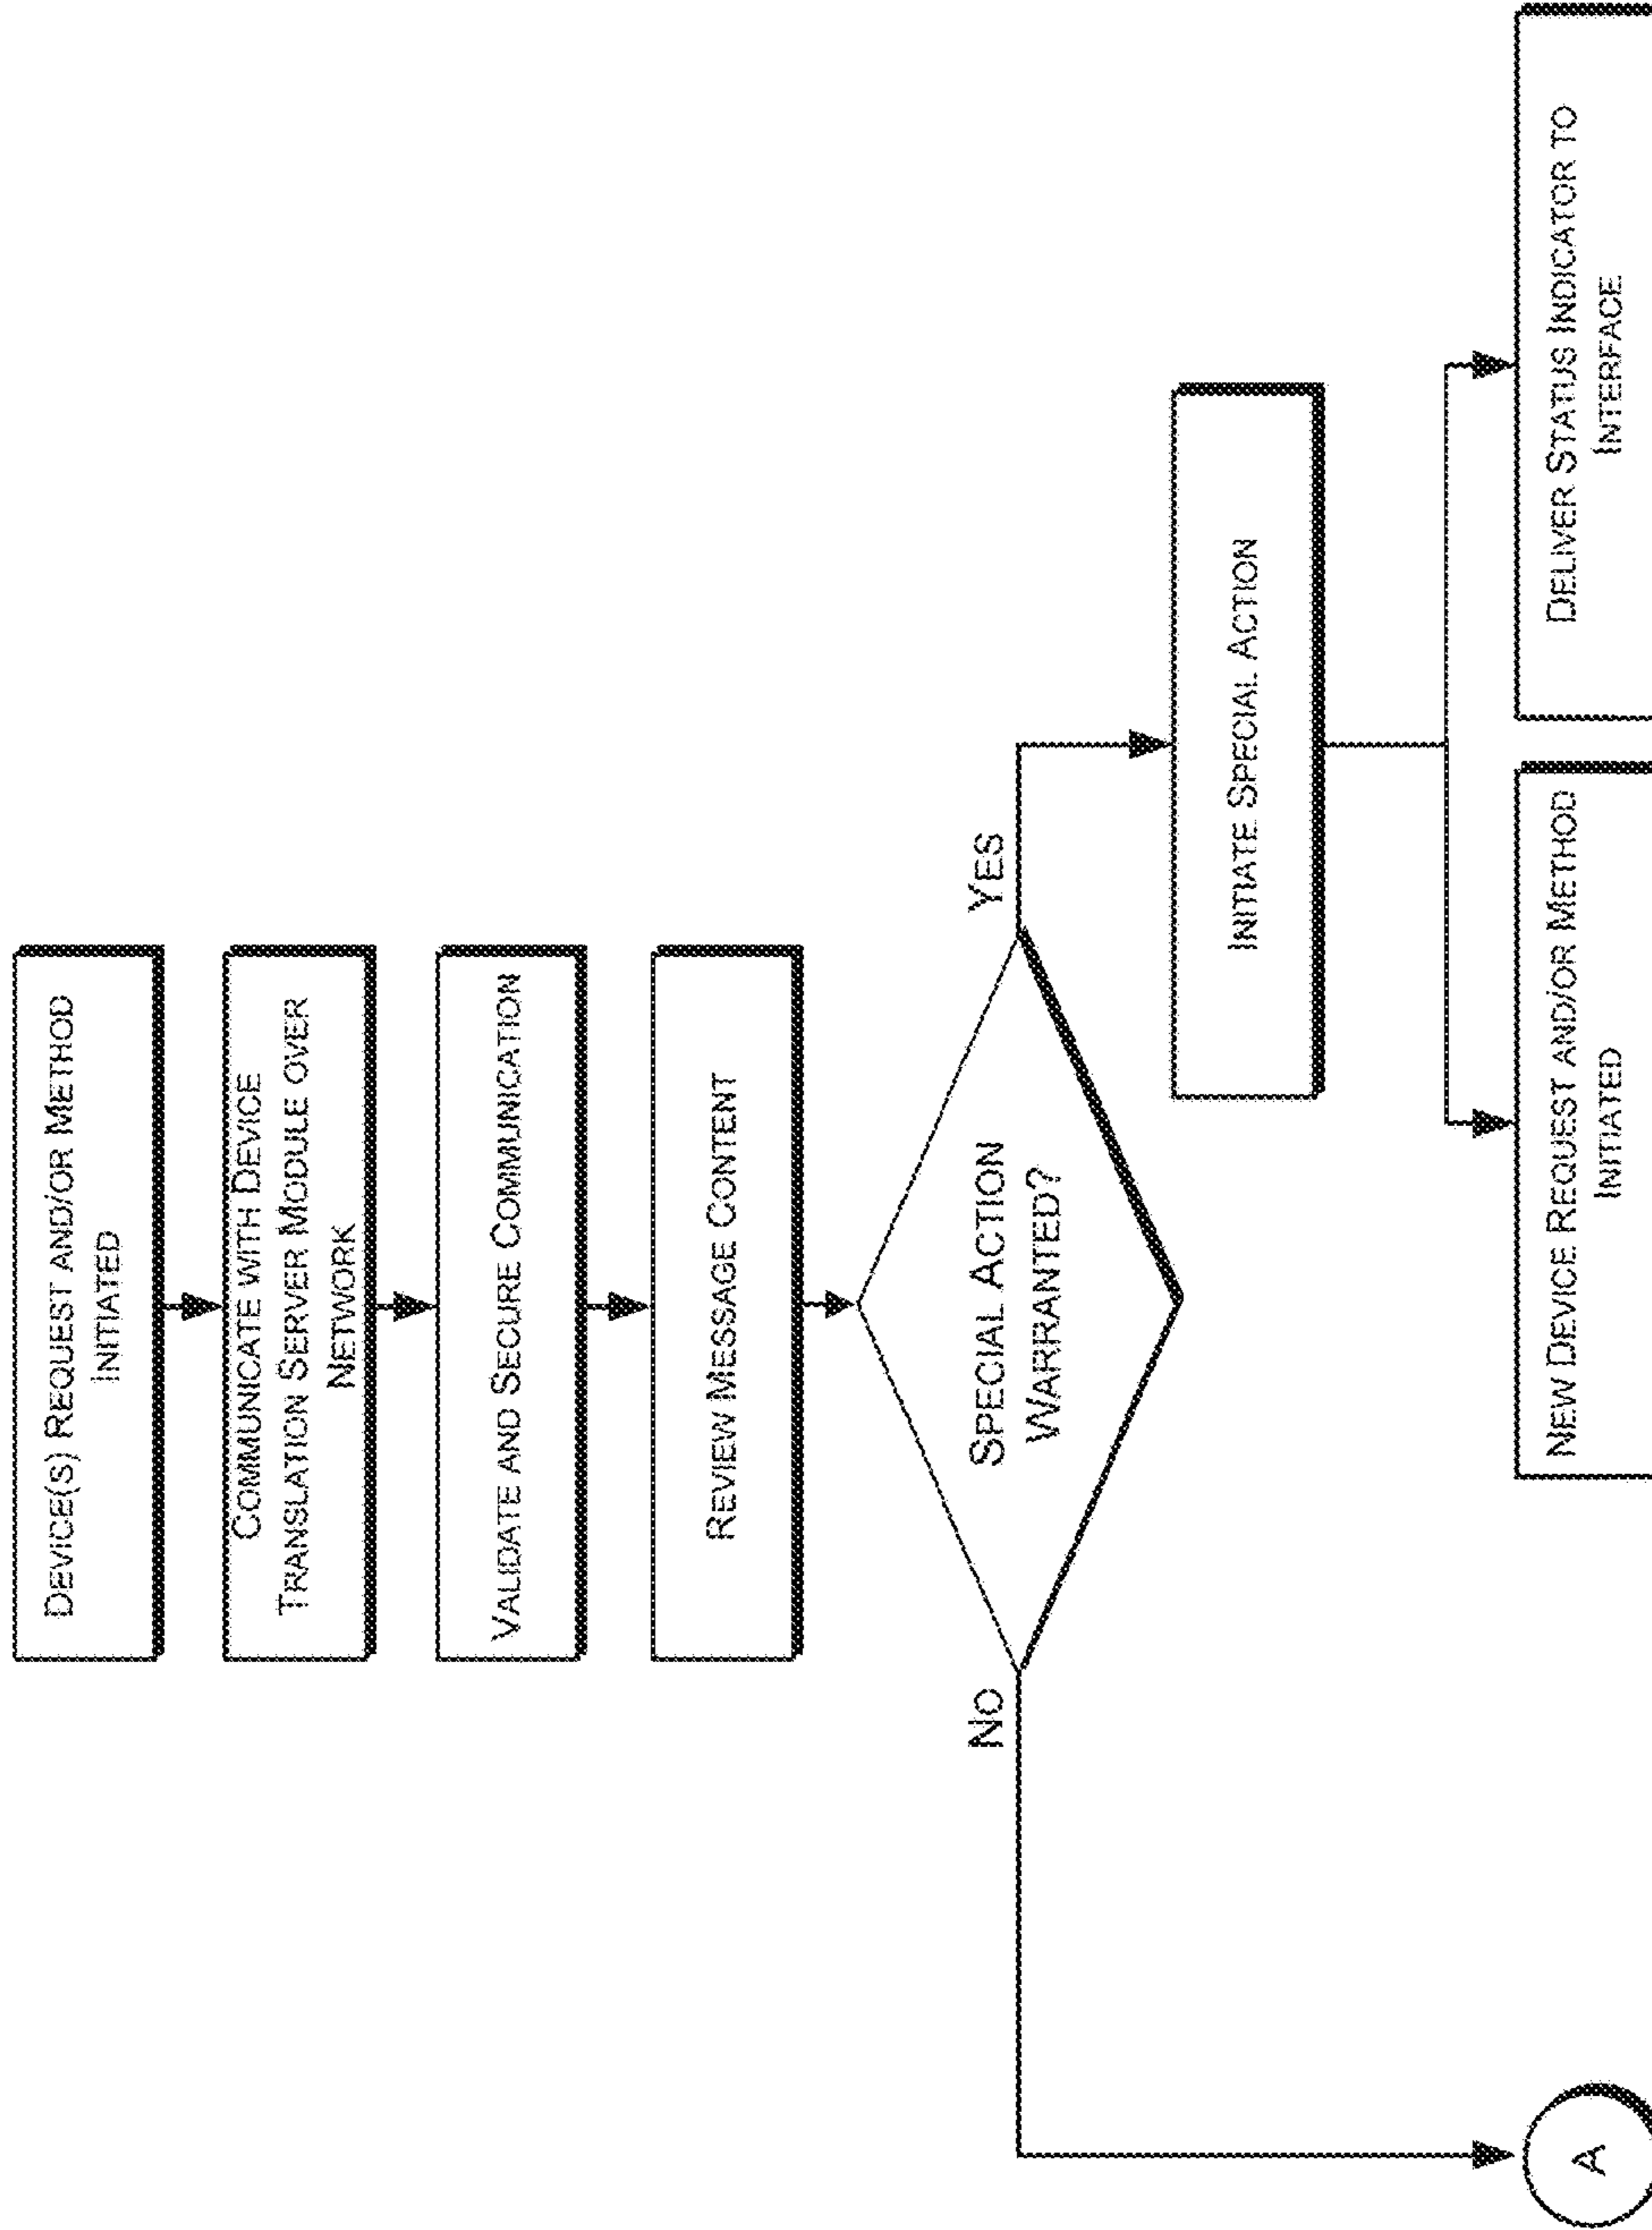 DEVICE(S) REQUEST AND/OR METHOD
INITIATED
COMMUNICATE WITH DEVICE
TRANSLATION SERVER MODULE OVER
NETWORK
VALIDATE AND SECURE COMMUNICATION
REVIEW MESSAGE CONTENT
SPECIAL ACTION
WARRANTED?
NO
YES
INITIATE SPECIAL ACTION
A
NEW DEVICE REQUEST AND/OR METHOD
INITIATED
DELIVER STATUS INDICATOR TO
INTERFACE